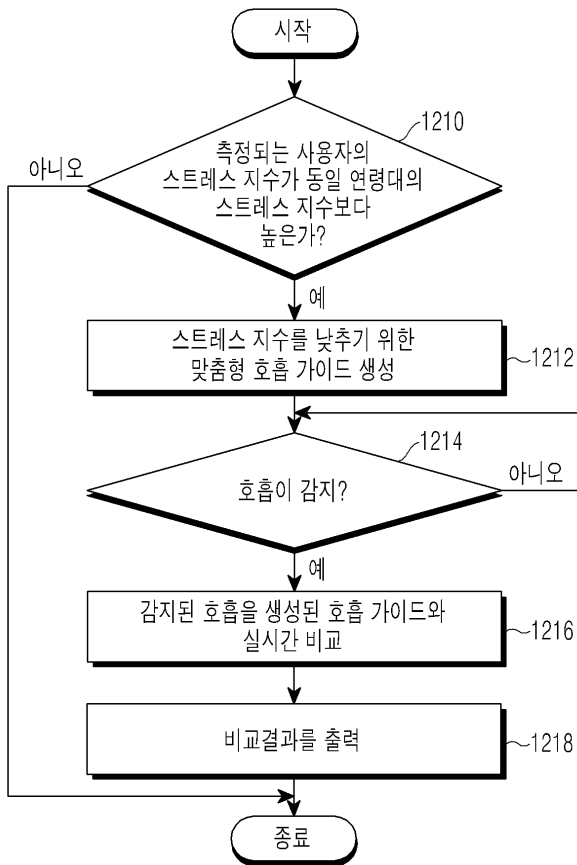 시작
1210
측정되는 사용자의
스트레스 지수가 동일 연령대의
스트레스 지수보다
높은가?
아니오
예
스트레스 지수를 낮추기 위한
맞춤형 호흡 가이드 생성
1212
1214
호흡이 감지?
아니오
예
감지된 호흡을 생성된 호흡 가이드와
실시간 비교
1216
비교결과를 출력
1218
종료